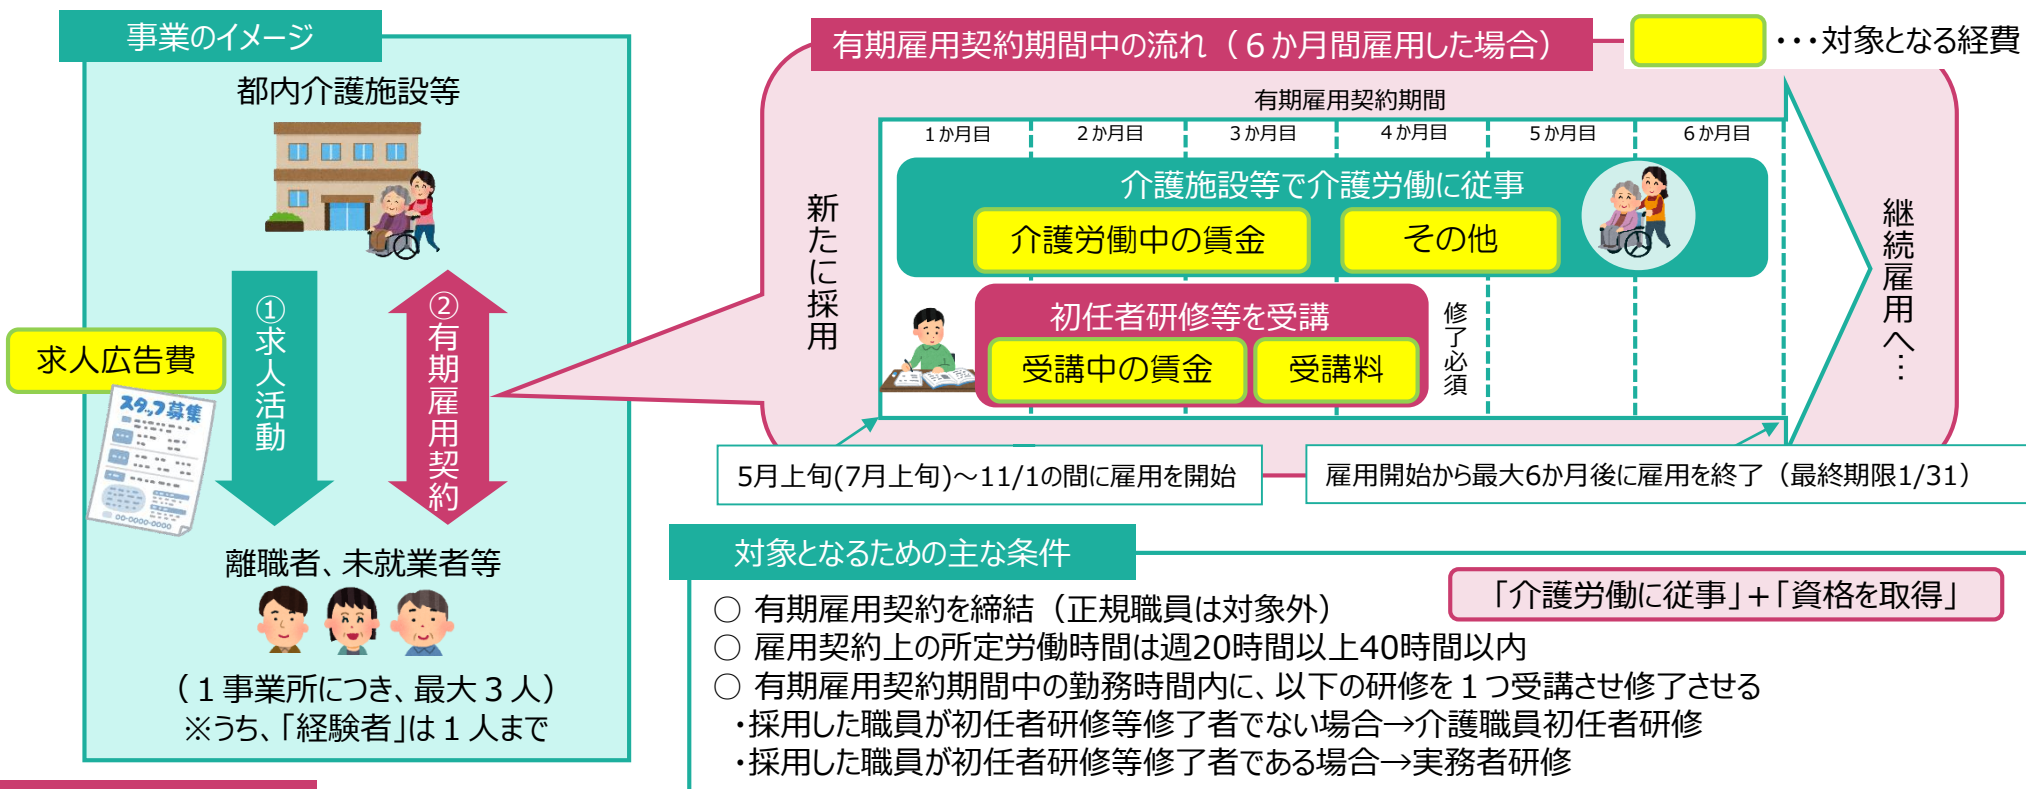 事業のイメージ
都内介護施設等
①求人活動
②有期雇用契約
求人広告費
スタッフ募集
00-0000-0000
離職者、未就業者等
（１事業所につき、最大３人）
※うち、「経験者」は１人まで
有期雇用契約期間中の流れ（６か月間雇用した場合）
・・・対象となる経費
有期雇用契約期間
１か月目
２か月目
３か月目
４か月目
５か月目
６か月目
新たに採用
介護施設等で介護労働に従事
介護労働中の賃金
その他
初任者研修等を受講
受講中の賃金
受講料
修了必須
継続雇用へ…
5月上旬(7月上旬)～11/1の間に雇用を開始
雇用開始から最大6か月後に雇用を終了（最終期限1/31）
対象となるための主な条件
「介護労働に従事」＋「資格を取得」
○ 有期雇用契約を締結（正規職員は対象外）
○ 雇用契約上の所定労働時間は週20時間以上40時間以内
○ 有期雇用契約期間中の勤務時間内に、以下の研修を１つ受講させ修了させる
・採用した職員が初任者研修等修了者でない場合→介護職員初任者研修
・採用した職員が初任者研修等修了者である場合→実務者研修